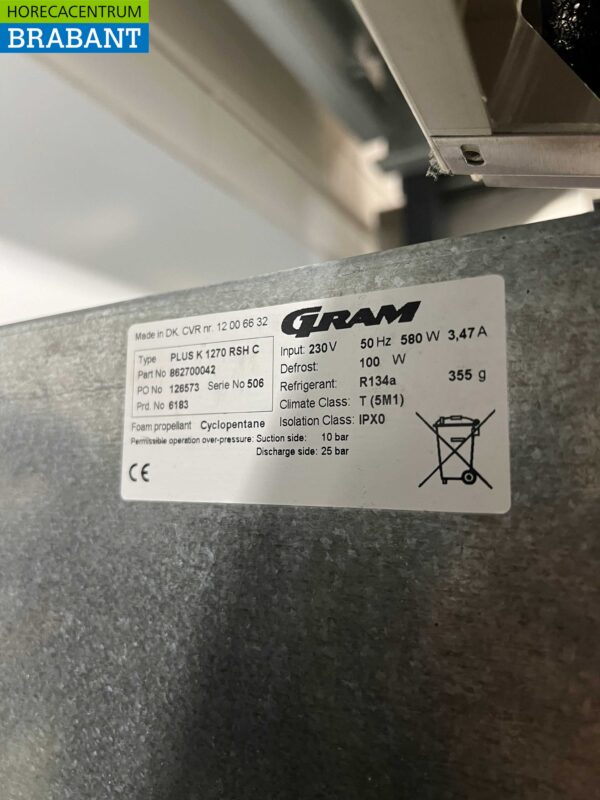 HORECACENTRUM
BRABANT
Made in DK. CVR nr. 12 00 66 32
Type PLUS K 1270 RSH C
Part No 862700042
PO No 126573 Serie No 506
Prd. No 6183
Foam propellant Cyclopentane
GRAM
Input: 230 V 50 Hz 580 W 3,47 A
Defrost: 100 W
Refrigerant: R134a 355 g
Climate Class: T (5M1)
Isolation Class: IPX0
Permissible operation over-pressure: Suction side: 10 bar
Discharge side: 25 bar
CE